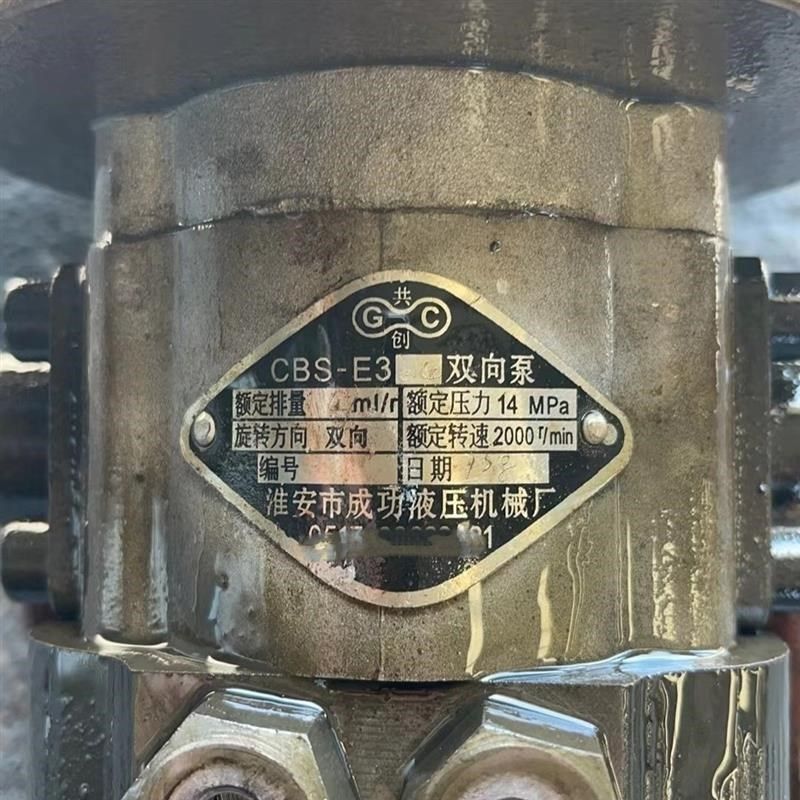 共
G C
创
CBS-E3 双向泵
额定排量 ml/r 额定压力 14 MPa
旋转方向 双向 额定转速 2000 r/min
编号 日期
淮安市成功液压机械厂